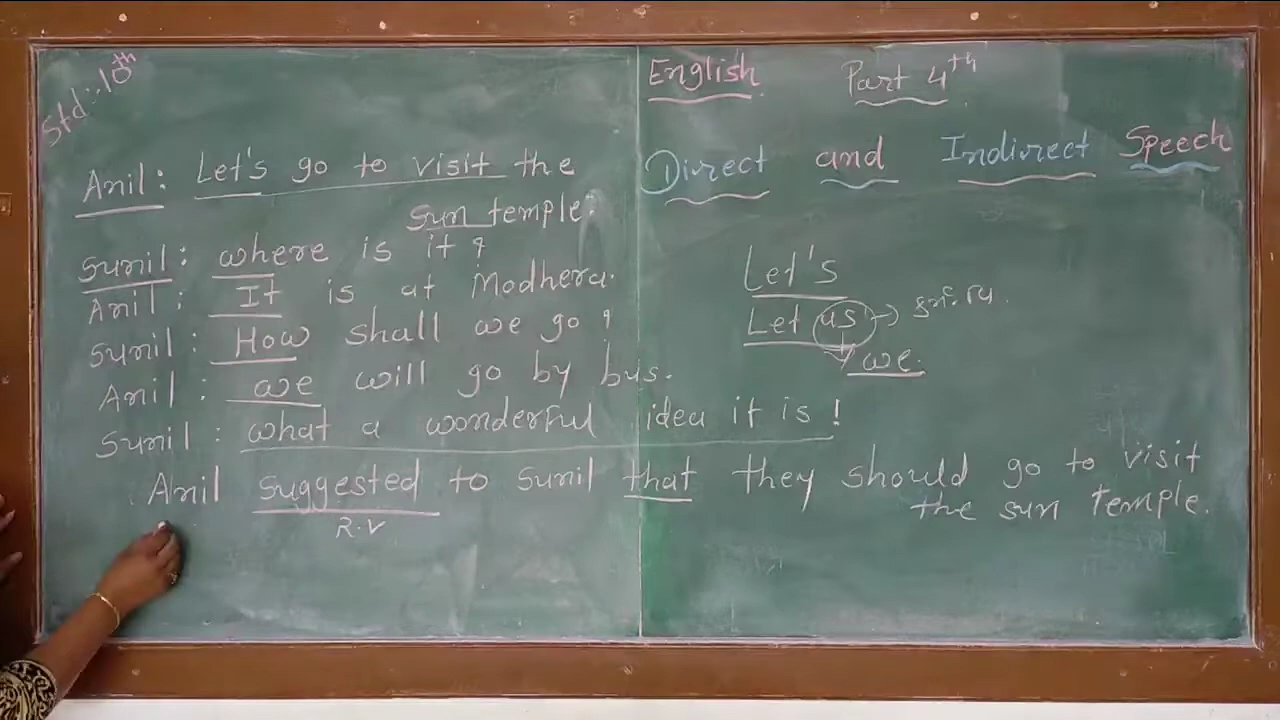 Std:-10th
English Part 4th
Direct and Indirect Speech
Anil: Let's go to visit the
sun temple.
Sunil: where is it?
Anil: It is at Modhera.
Sunil: How shall we go?
Anil: we will go by bus.
Sunil: what a wonderful idea it is!
Let's
Let us →
we.
Anil suggested to Sunil that they should go to visit
the sun temple.
R.V